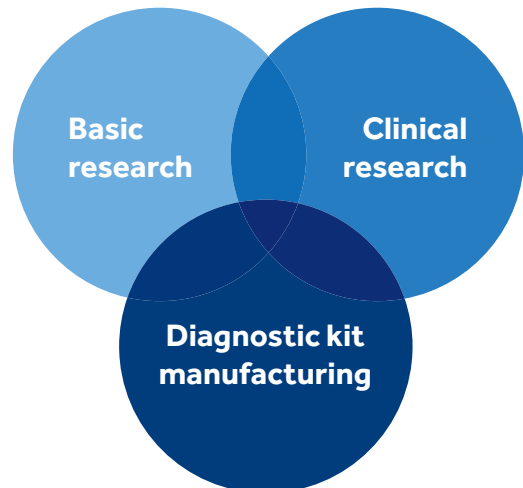 Basic
research
Clinical
research
Diagnostic kit
manufacturing